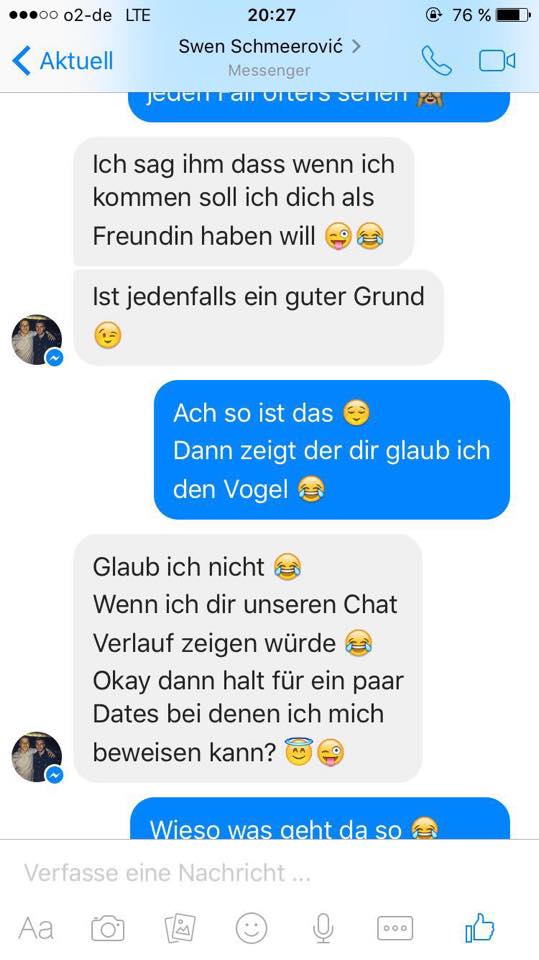 o2-de LTE 20:27 76 %
Aktuell
Swen Schmeerović
Messenger
jeden Fall öfters sehen 🙈
Ich sag ihm dass wenn ich
kommen soll ich dich als
Freundin haben will 😜😂
Ist jedenfalls ein guter Grund
😉
Ach so ist das 😌
Dann zeigt der dir glaub ich
den Vogel 😂
Glaub ich nicht 😂
Wenn ich dir unseren Chat
Verlauf zeigen würde 😂
Okay dann halt für ein paar
Dates bei denen ich mich
beweisen kann? 😇😜
Wieso was geht da so 😂
Verfasse eine Nachricht ...
Aa